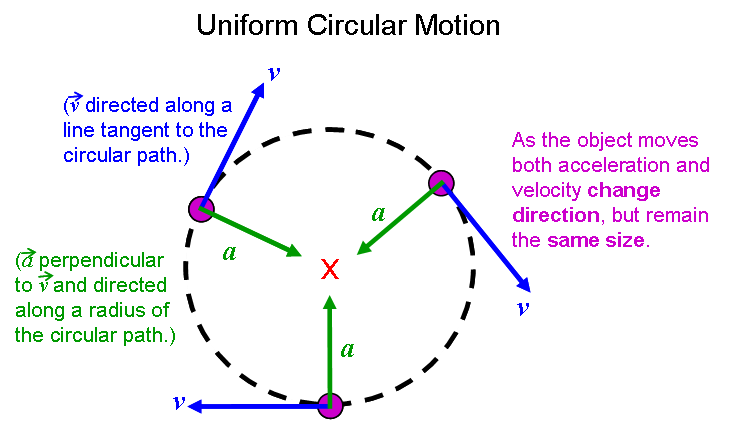 Uniform Circular Motion
v
(v⃗ directed along a
line tangent to the
circular path.)
As the object moves
both acceleration and
velocity change
direction, but remain
the same size.
a
a
(a⃗ perpendicular
to v⃗ and directed
along a radius of
the circular path.)
X
v
a
v